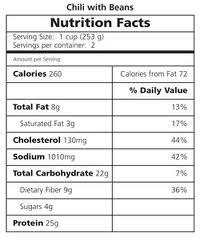 Chili with Beans
Nutrition Facts
Serving Size: 1 cup (253 g)
Servings per container: 2
Amount per Serving
Calories 260 Calories from Fat 72
% Daily Value
Total Fat 8g 13%
Saturated Fat 3g 17%
Cholesterol 130mg 44%
Sodium 1010mg 42%
Total Carbohydrate 22g 7%
Dietary Fiber 9g 36%
Sugars 4g
Protein 25g